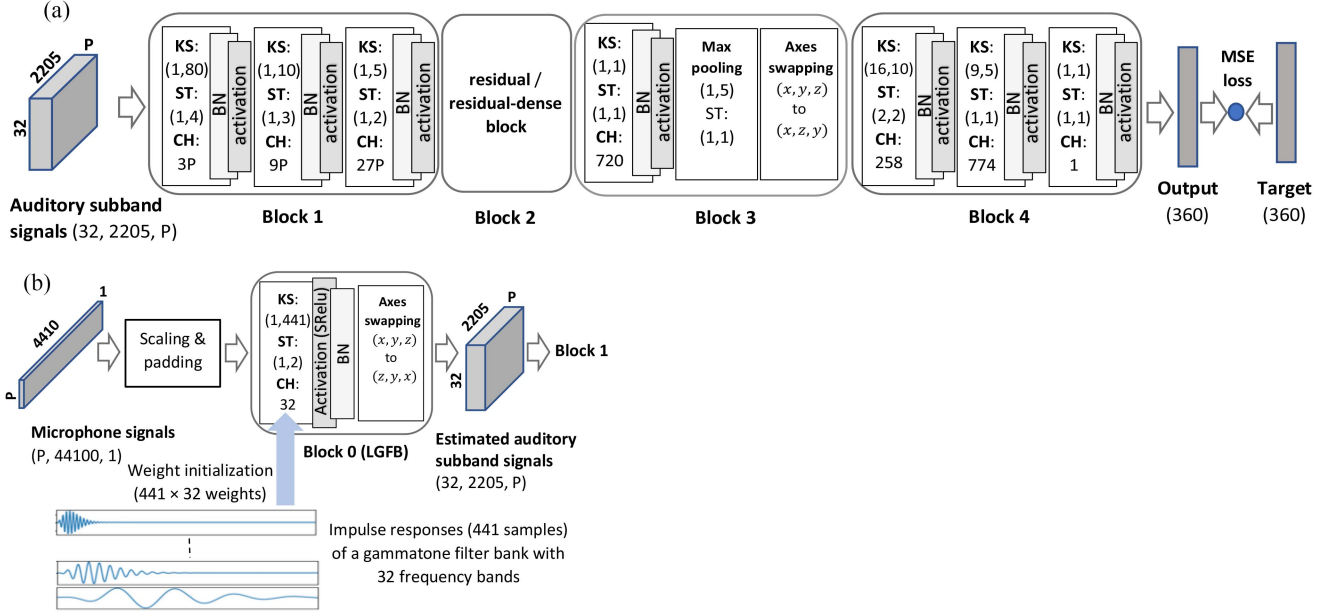 (a)
P
2205
32
Auditory subband
signals (32, 2205, P)
KS:
(1,80)
ST:
(1,4)
CH:
3P
BN
activation
KS:
(1,10)
ST:
(1,3)
CH:
9P
BN
activation
KS:
(1,5)
ST:
(1,2)
CH:
27P
BN
activation
Block 1
residual /
residual-dense
block
Block 2
KS:
(1,1)
ST:
(1,1)
CH:
720
BN
activation
Max
pooling
(1,5)
ST:
(1,1)
Axes
swapping
(x, y, z)
to
(x, z, y)
Block 3
KS:
(16,10)
ST:
(2,2)
CH:
258
BN
activation
KS:
(9,5)
ST:
(1,1)
CH:
774
BN
activation
KS:
(1,1)
ST:
(1,1)
CH:
1
BN
activation
Block 4
MSE
loss
Output
(360)
Target
(360)
(b)
1
4410
P
Microphone signals
(P, 44100, 1)
Scaling &
padding
KS:
(1,441)
ST:
(1,2)
CH:
32
Activation (SRelu)
BN
Axes
swapping
(x, y, z)
to
(z, y, x)
Block 0 (LGFB)
P
2205
32
Estimated auditory
subband signals
(32, 2205, P)
Block 1
Weight initialization
(441 × 32 weights)
Impulse responses (441 samples)
of a gammatone filter bank with
32 frequency bands